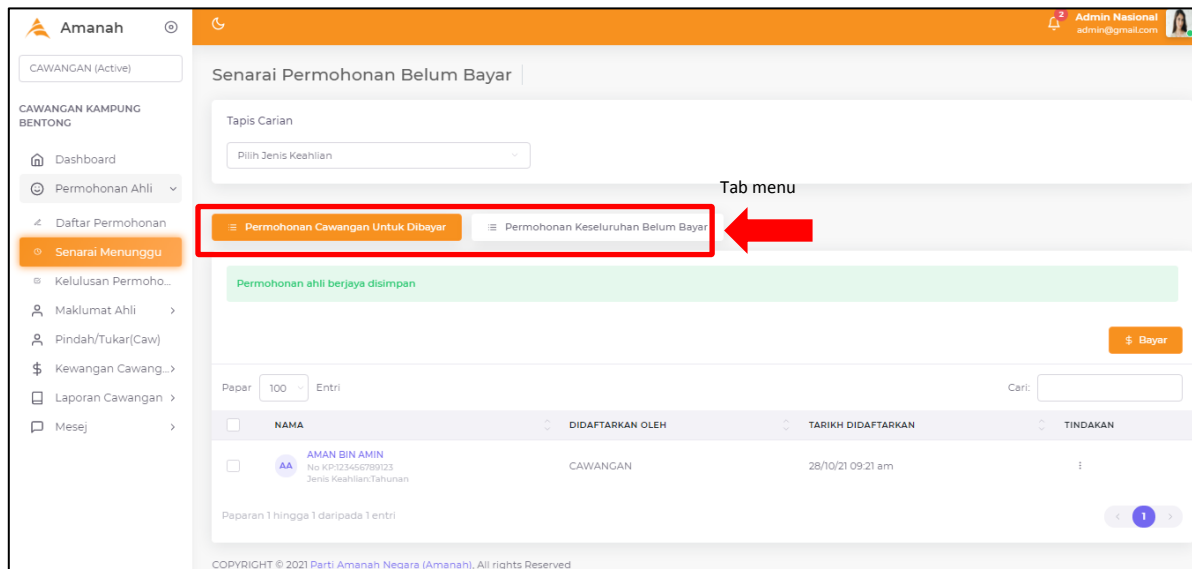 Amanah
2
Admin Nasional
admin@gmail.com
CAWANGAN (Active)
Senarai Permohonan Belum Bayar
CAWANGAN KAMPUNG
BENTONG
Tapis Carian
Pilih Jenis Keahlian
Dashboard
Permohonan Ahli
Daftar Permohonan
Senarai Menunggu
Kelulusan Permoho...
Maklumat Ahli
Pindah/Tukar(Caw)
Kewangan Cawang...
Laporan Cawangan
Mesej
Tab menu
Permohonan Cawangan Untuk Dibayar
Permohonan Keseluruhan Belum Bayar
Permohonan ahli berjaya disimpan
$ Bayar
Papar 100 Entri
Cari:
NAMA DIDAFTARKAN OLEH TARIKH DIDAFTARKAN TINDAKAN
AA
AMAN BIN AMIN
No KP:123456789123
Jenis Keahlian:Tahunan
CAWANGAN
28/10/21 09:21 am
Paparan 1 hingga 1 daripada 1 entri
1
COPYRIGHT © 2021 Parti Amanah Negara (Amanah), All rights Reserved